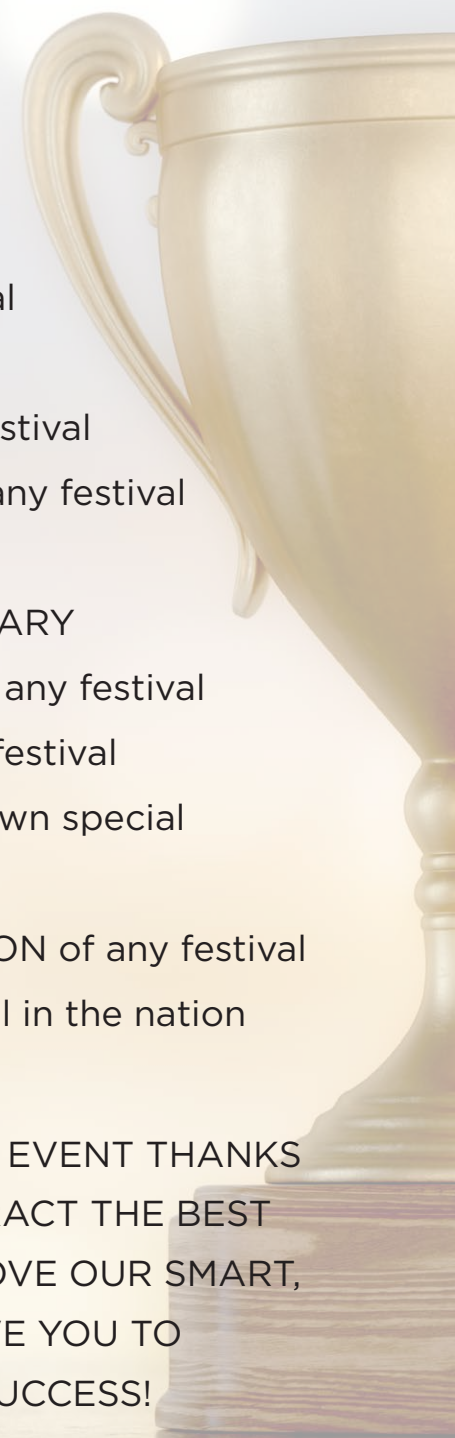 al
stival
any festival
ARY
any festival
festival
wn special
ON of any festival
l in the nation
EVENT THANKS
ACT THE BEST
OVE OUR SMART,
E YOU TO
UCCESS!